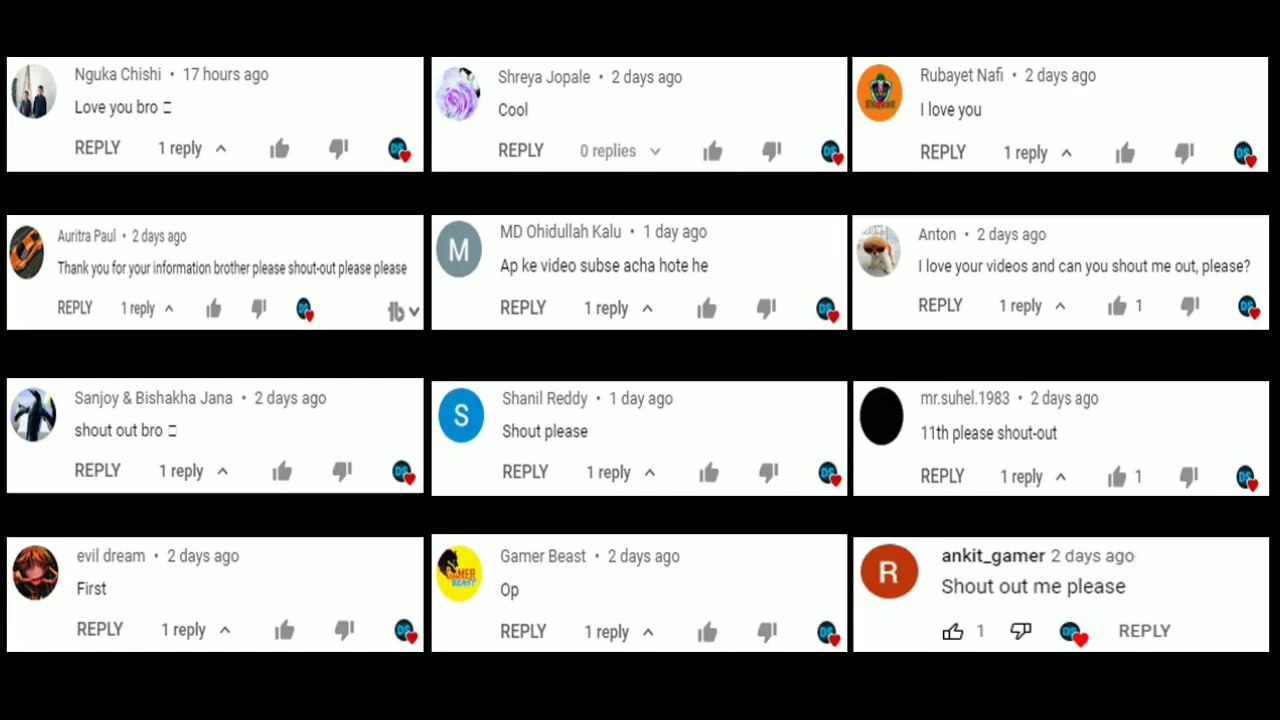 Nguka Chishi • 17 hours ago
Love you bro
REPLY 1 reply
Shreya Jopale • 2 days ago
Cool
REPLY 0 replies
Rubayet Nafi • 2 days ago
I love you
REPLY 1 reply
Auritra Paul • 2 days ago
Thank you for your information brother please shout-out please please
REPLY 1 reply
M
MD Ohidullah Kalu • 1 day ago
Ap ke video subse acha hote he
REPLY 1 reply
Anton • 2 days ago
I love your videos and can you shout me out, please?
REPLY 1 reply 1
Sanjoy & Bishakha Jana • 2 days ago
shout out bro
REPLY 1 reply
S
Shanil Reddy • 1 day ago
Shout please
REPLY 1 reply
mr.suhel.1983 • 2 days ago
11th please shout-out
REPLY 1 reply 1
evil dream • 2 days ago
First
REPLY 1 reply
GAMER
BEAST
Gamer Beast • 2 days ago
Op
REPLY 1 reply
R
ankit_gamer 2 days ago
Shout out me please
1 REPLY